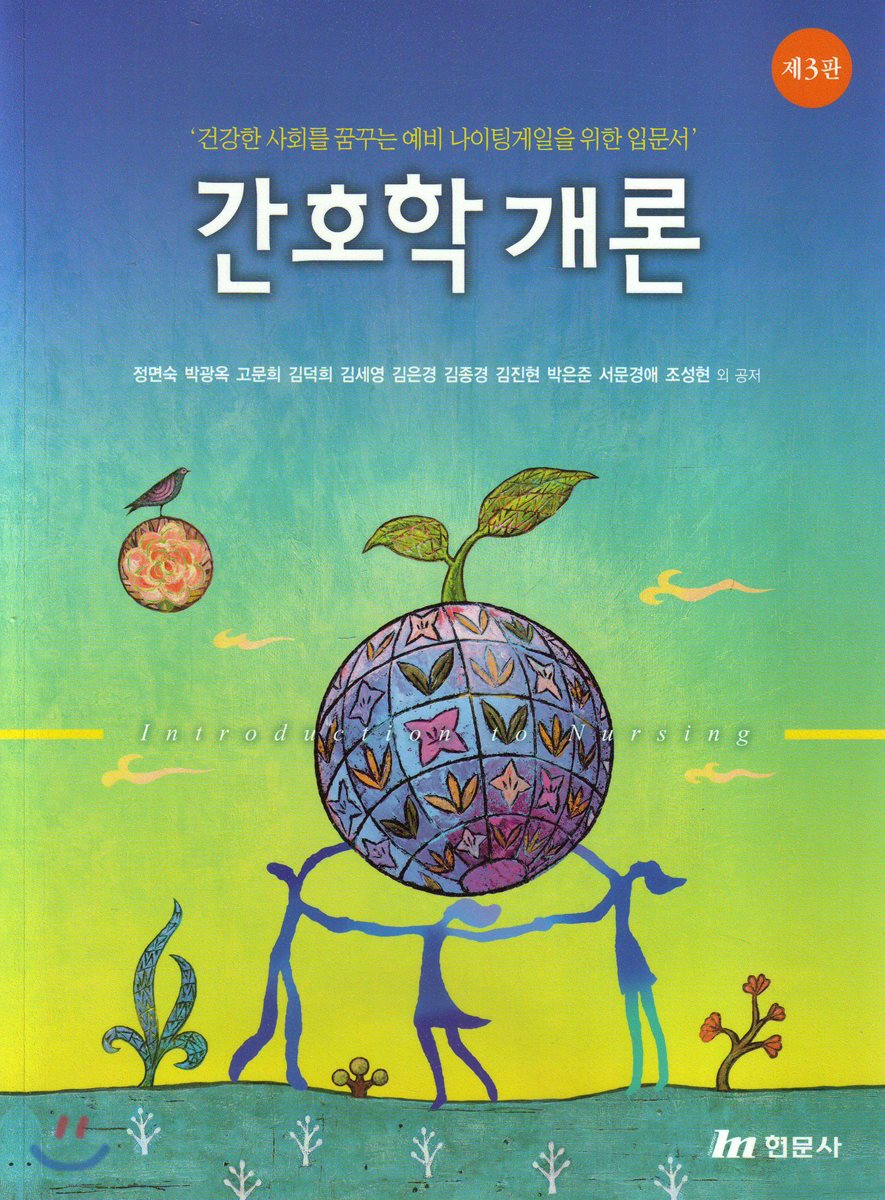 제3판
‘건강한 사회를 꿈꾸는 예비 나이팅게일을 위한 입문서’
간호학 개론
정면숙 박광옥 고문희 김덕희 김세영 김은경 김종경 김진현 박은준 서문경애 조성현 외 공저
Introduction to Nursing
hm 현문사